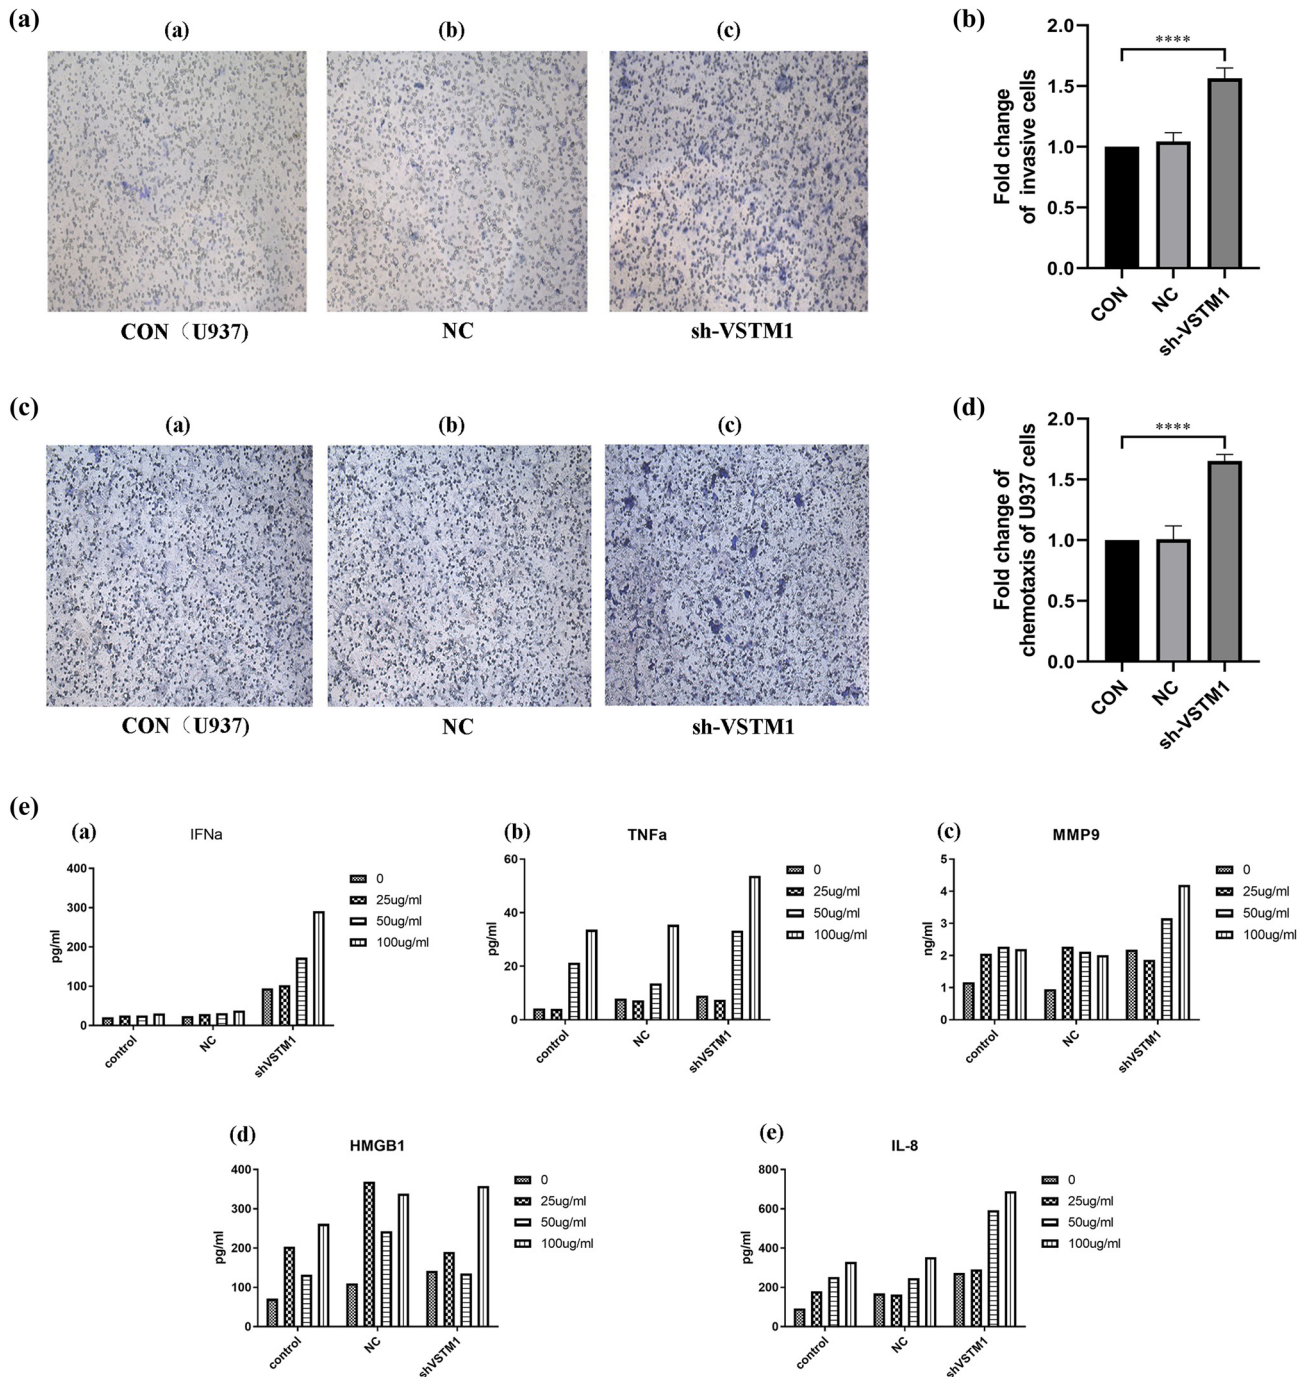 (a)
(a)
(b)
(c)
CON（U937)
NC
sh-VSTM1
(b)
Fold change
of invasive cells
2.0
1.5
1.0
0.5
0.0
****
CON
NC
sh-VSTM1
(c)
(a)
(b)
(c)
CON（U937)
NC
sh-VSTM1
(d)
Fold change of
chemotaxis of U937 cells
2.0
1.5
1.0
0.5
0.0
****
CON
NC
sh-VSTM1
(e)
(a)
IFNa
pg/ml
400
300
200
100
0
control
NC
shVSTM1
0
25ug/ml
50ug/ml
100ug/ml
(b)
TNFa
pg/ml
60
40
20
0
control
NC
shVSTM1
0
25ug/ml
50ug/ml
100ug/ml
(c)
MMP9
ng/ml
5
4
3
2
1
0
control
NC
shVSTM1
0
25ug/ml
50ug/ml
100ug/ml
(d)
HMGB1
pg/ml
400
300
200
100
0
control
NC
shVSTM1
0
25ug/ml
50ug/ml
100ug/ml
(e)
IL-8
pg/ml
800
600
400
200
0
control
NC
shVSTM1
0
25ug/ml
50ug/ml
100ug/ml